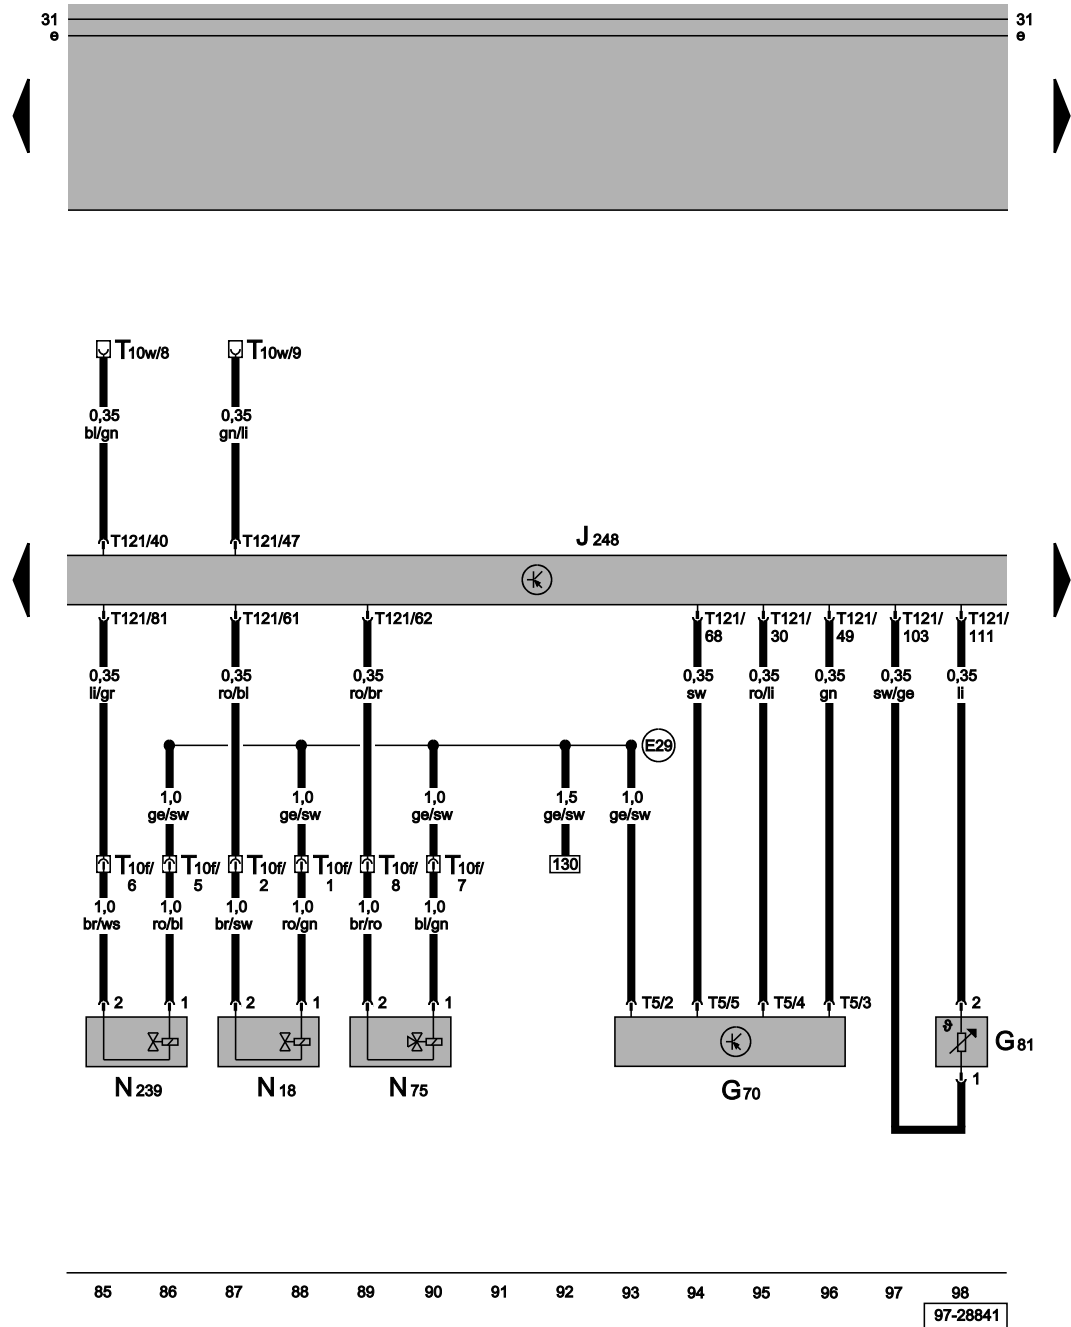 31 31
e e
T10w/8 T10w/9
0,35 0,35
bl/gn gn/li
T121/40 T121/47 J 248
T121/81 T121/61 T121/62 T121/ T121/ T121/ T121/ T121/
68 30 49 103 111
0,35 0,35 0,35 0,35 0,35 0,35 0,35 0,35
li/gr ro/bl ro/br sw ro/li gn sw/ge li
E29
1,0 1,0 1,0 1,5 1,0
ge/sw ge/sw ge/sw ge/sw ge/sw
T10f/ T10f/ T10f/ T10f/ T10f/ T10f/ 130
6 5 2 1 8 7
1,0 1,0 1,0 1,0 1,0 1,0
br/ws ro/bl br/sw ro/gn br/ro bl/gn
2 1 2 1 2 1 T5/2 T5/5 T5/4 T5/3 2
ϑ
G81
1
N 239 N 18 N 75 G70
85 86 87 88 89 90 91 92 93 94 95 96 97 98
97-28841